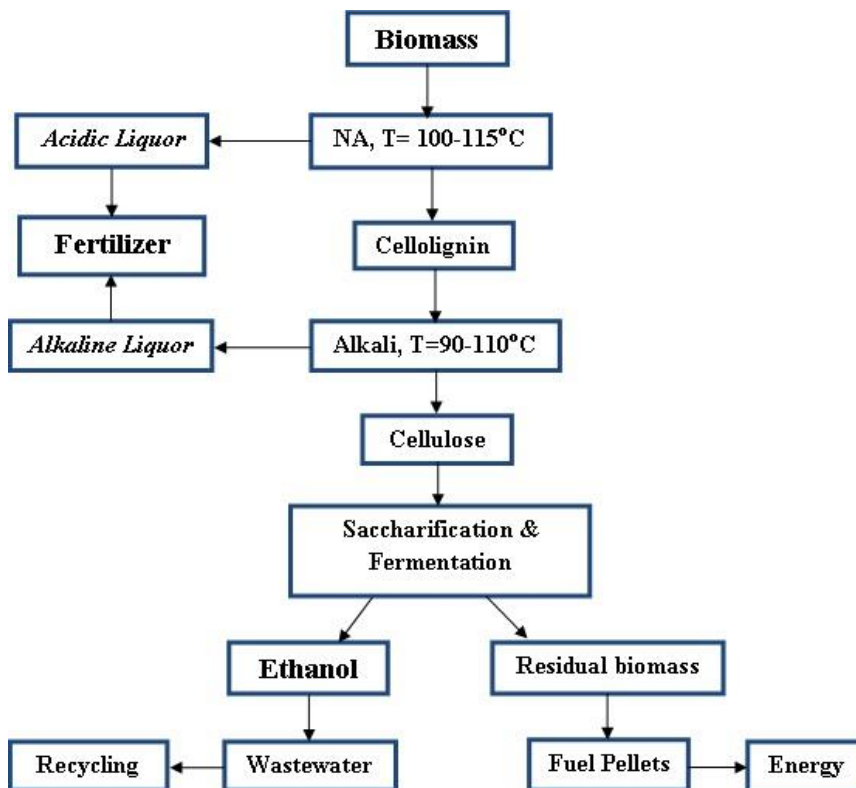 Biomass
Acidic Liquor
NA, T= 100-115°C
Fertilizer
Cellolignin
Alkaline Liquor
Alkali, T=90-110°C
Cellulose
Saccharification &
Fermentation
Ethanol
Residual biomass
Recycling
Wastewater
Fuel Pellets
Energy